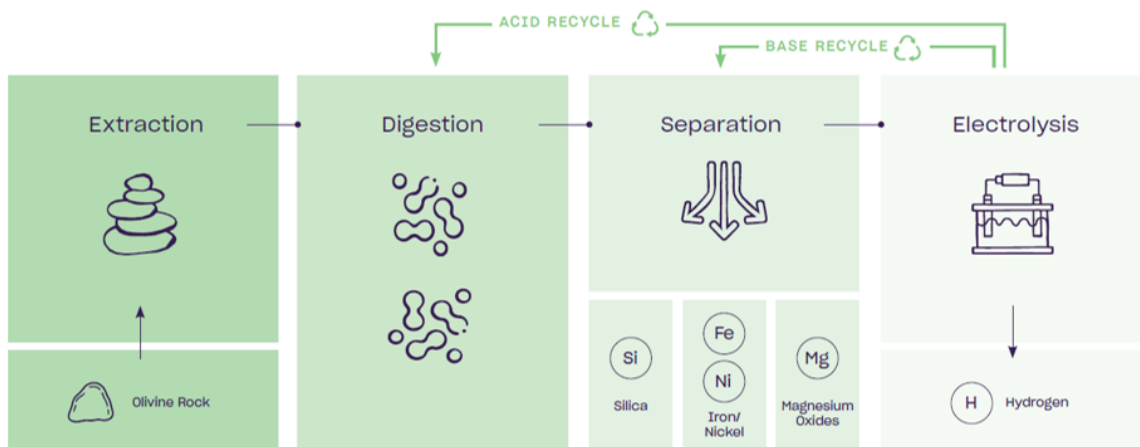 ACID RECYCLE
BASE RECYCLE
Extraction
Digestion
Separation
Electrolysis
Olivine Rock
Si
Silica
Fe
Ni
Iron/
Nickel
Mg
Magnesium
Oxides
H
Hydrogen